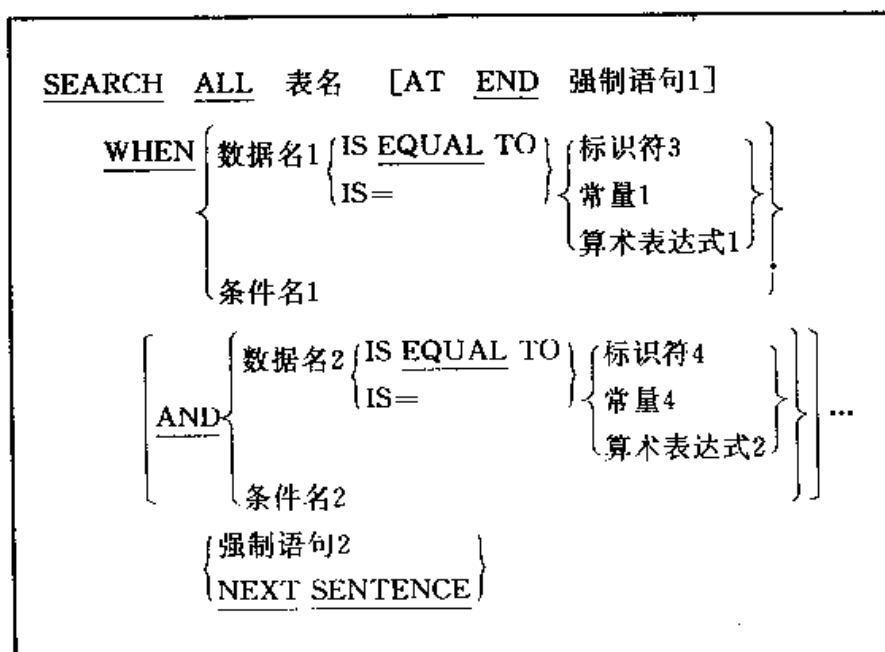 SEARCH ALL 表名 [AT END 强制语句1]
WHEN 数据名1 IS EQUAL TO 标识符3
IS= 常量1
算术表达式1
条件名1
数据名2 IS EQUAL TO 标识符4
IS= 常量4
AND 算术表达式2 ...
条件名2
强制语句2
NEXT SENTENCE